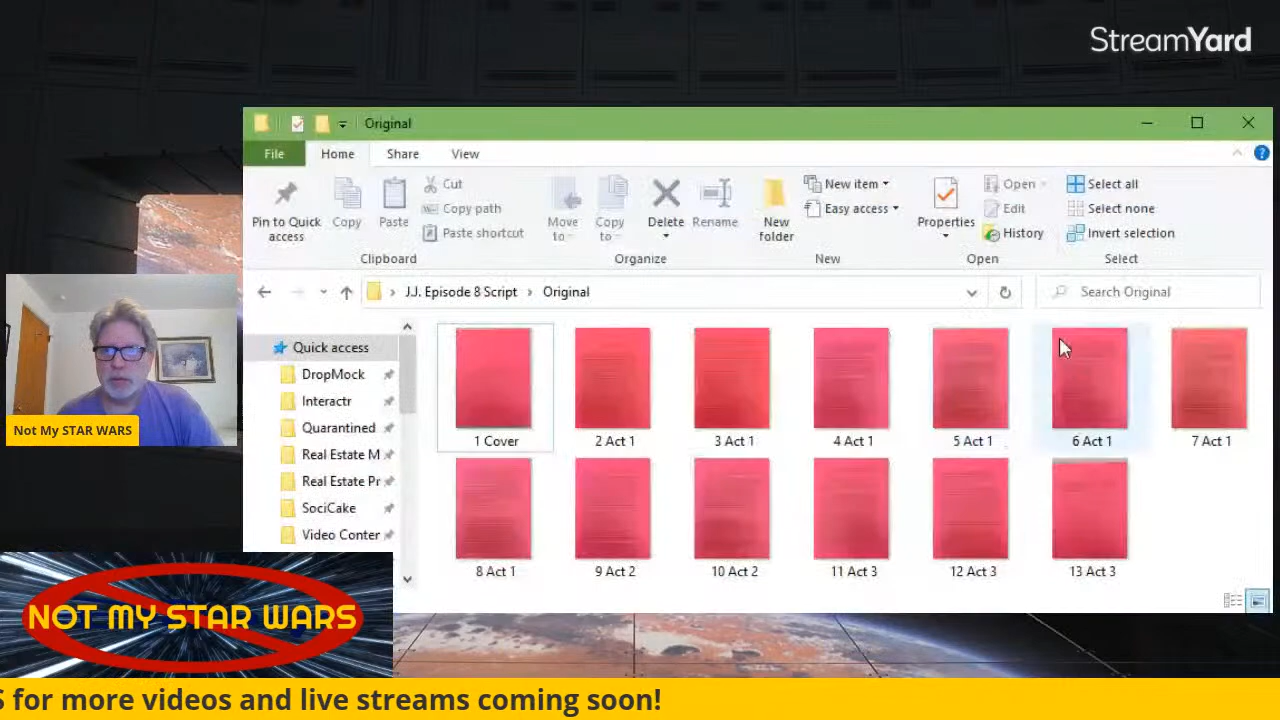 StreamYard
Original
File
Home
Share
View
Pin to Quick
access
Copy
Paste
Cut
Copy path
Paste shortcut
Move
to
Copy
to
Delete
Rename
New
folder
New item
Easy access
Properties
Open
Edit
History
Select all
Select none
Invert selection
Clipboard
Organize
New
Open
Select
J.J. Episode 8 Script > Original
Search Original
Quick access
DropMock
Interactr
Quarantined
Real Estate M
Real Estate Pr
SociCake
Video Conter
1 Cover
2 Act 1
3 Act 1
4 Act 1
5 Act 1
6 Act 1
7 Act 1
8 Act 1
9 Act 2
10 Act 2
11 Act 3
12 Act 3
13 Act 3
Not My STAR WARS
NOT MY STAR WARS
S for more videos and live streams coming soon!